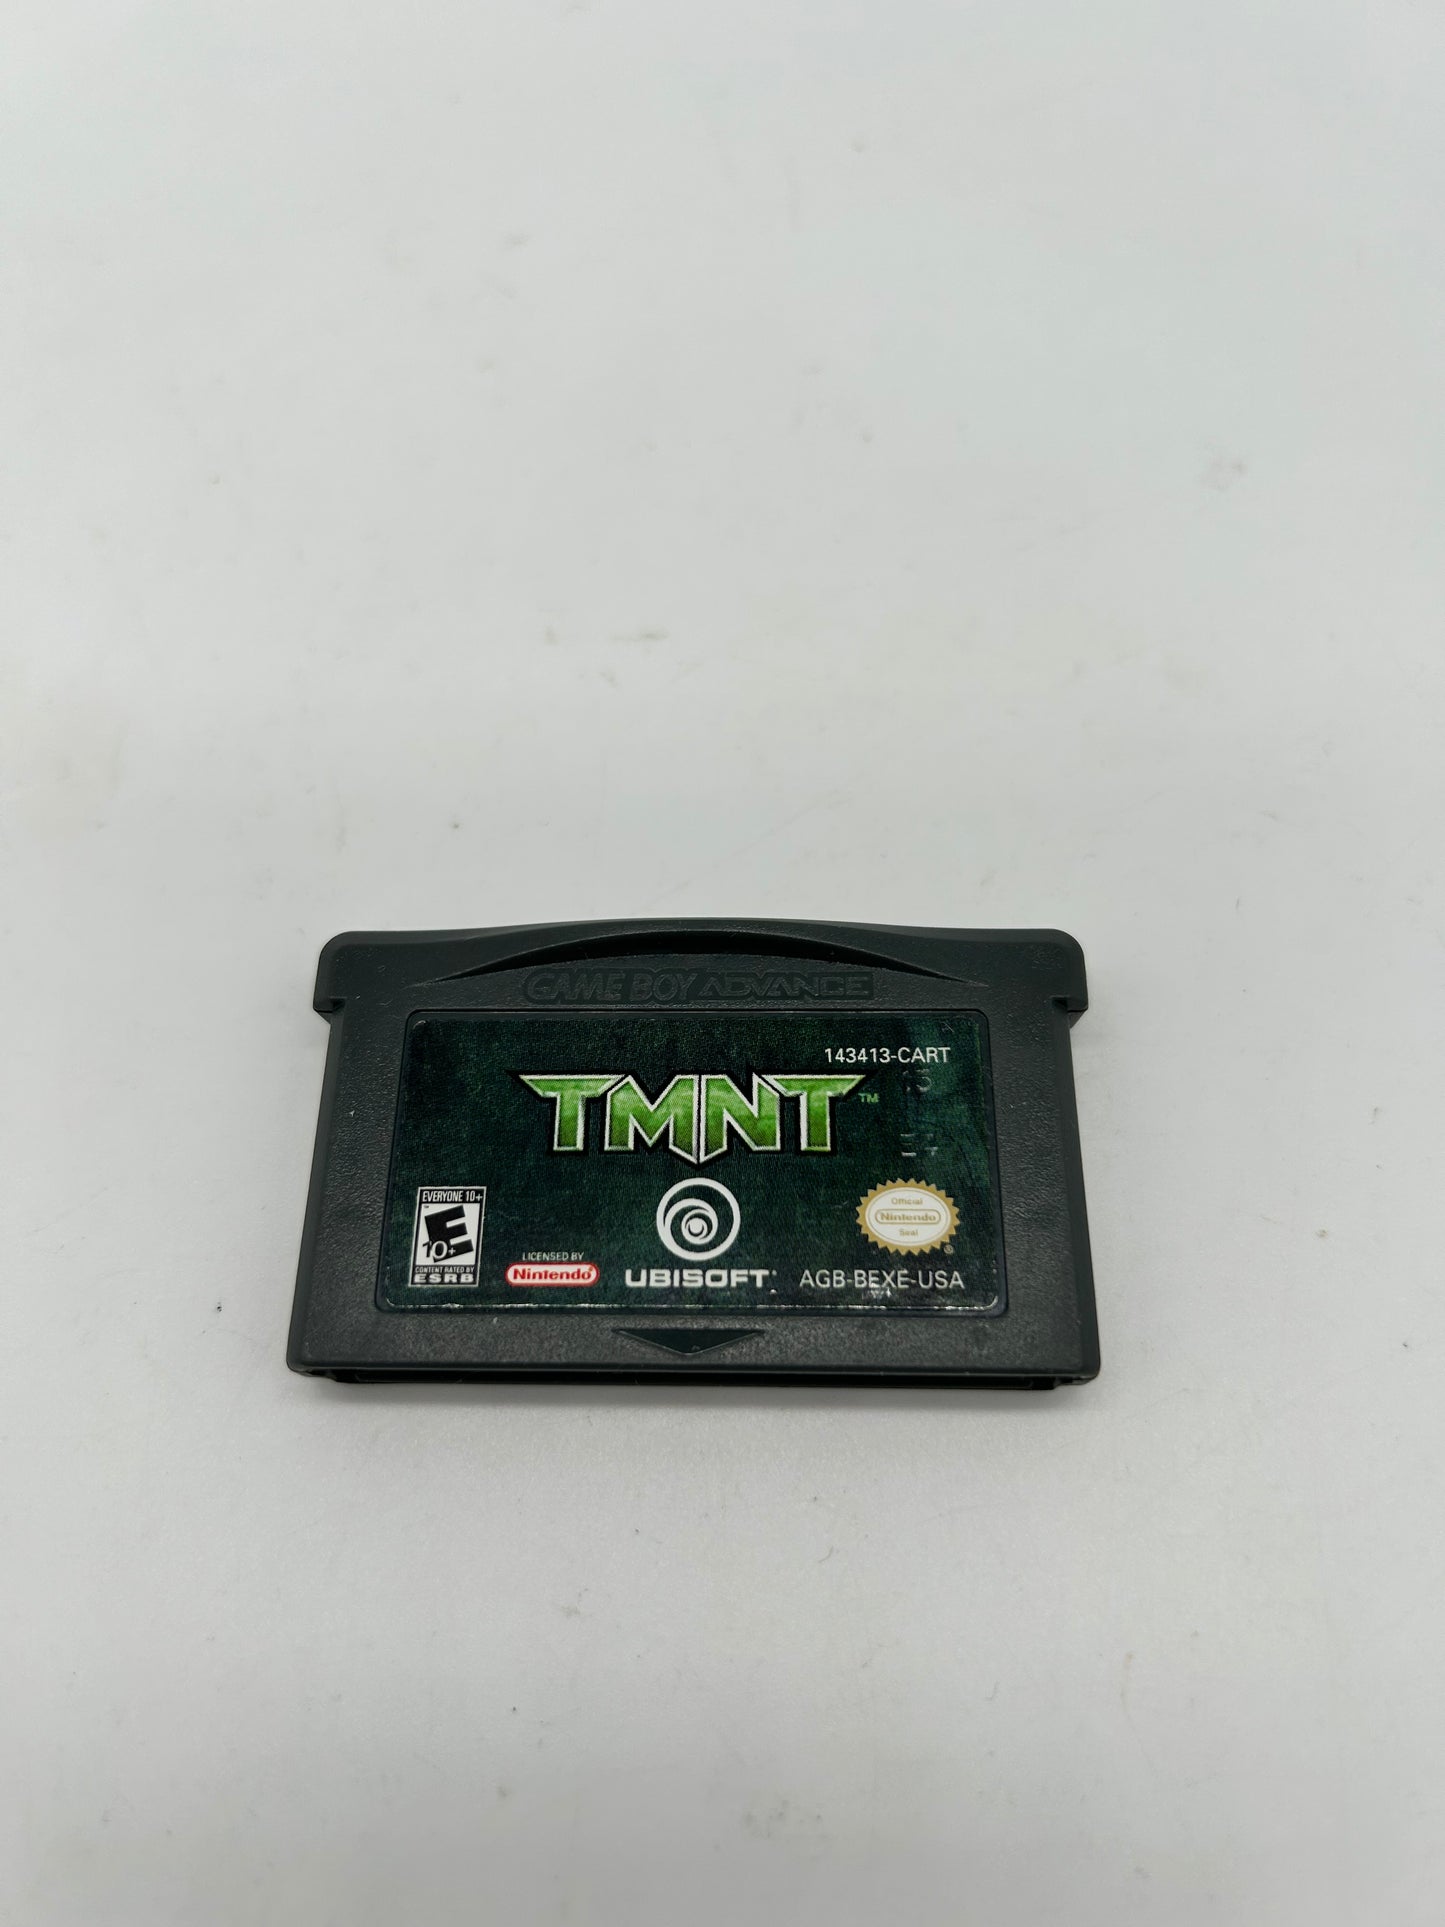 GAME BOY ADVANCE
143413-CART
TMNT™
EVERYONE 10+
E
10+
CONTENT RATED BY
ESRB
LICENSED BY
Nintendo®
UBISOFT
Official
Nintendo
Seal
®
AGB-BEXE-USA